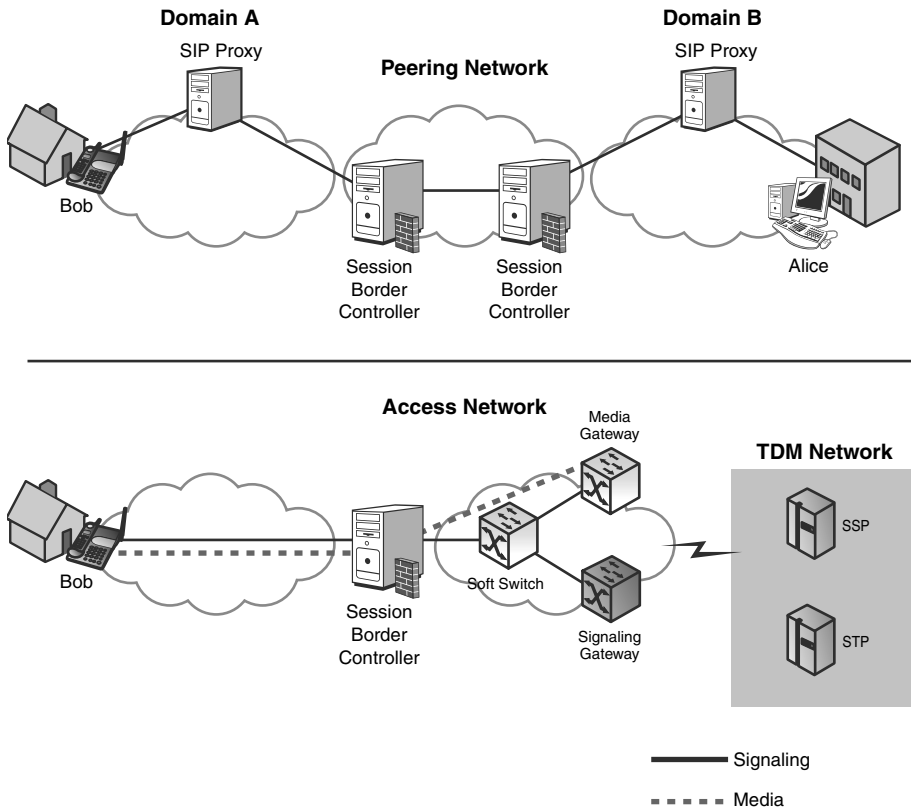 Domain A
Domain B
SIP Proxy
SIP Proxy
Peering Network
Bob
Session
Border
Controller
Session
Border
Controller
Alice
Access Network
Media
Gateway
TDM Network
SSP
Bob
Soft Switch
Session
Border
Controller
Signaling
Gateway
STP
Signaling
Media